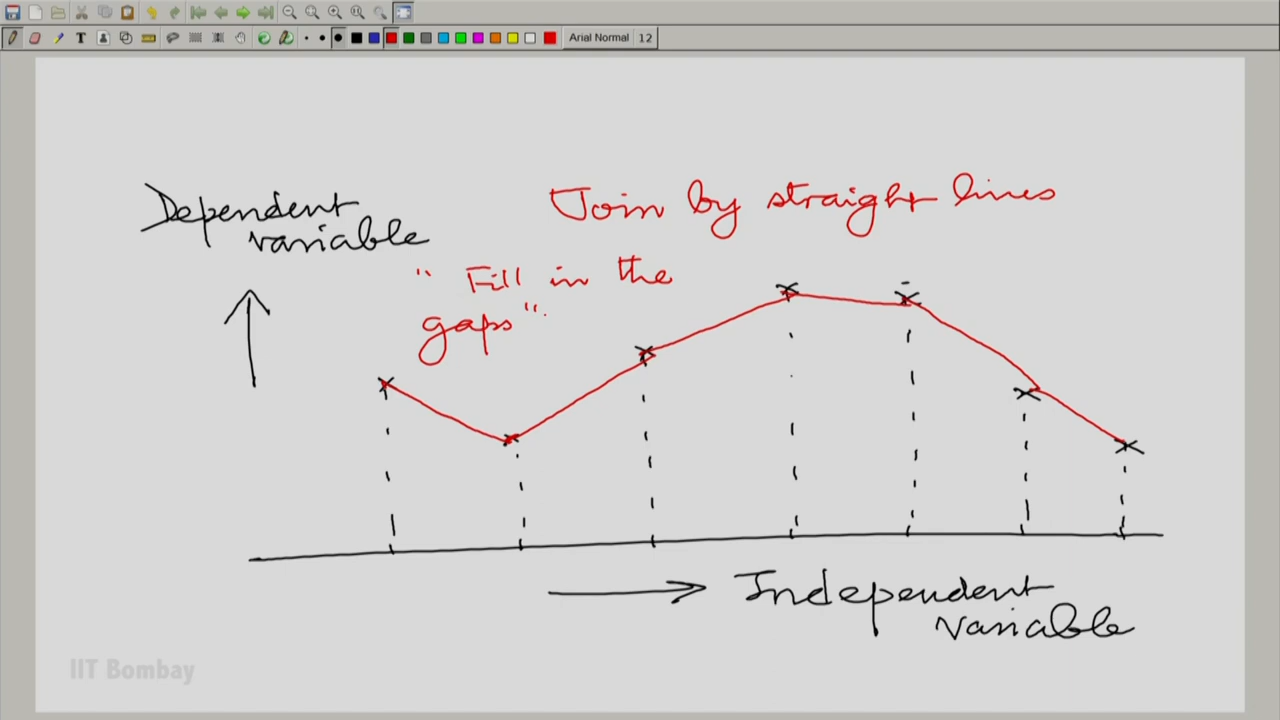 Arial Normal 12
Dependent
variable
Join by straight lines
" Fill in the
gaps"
Independent
variable
IIT Bombay